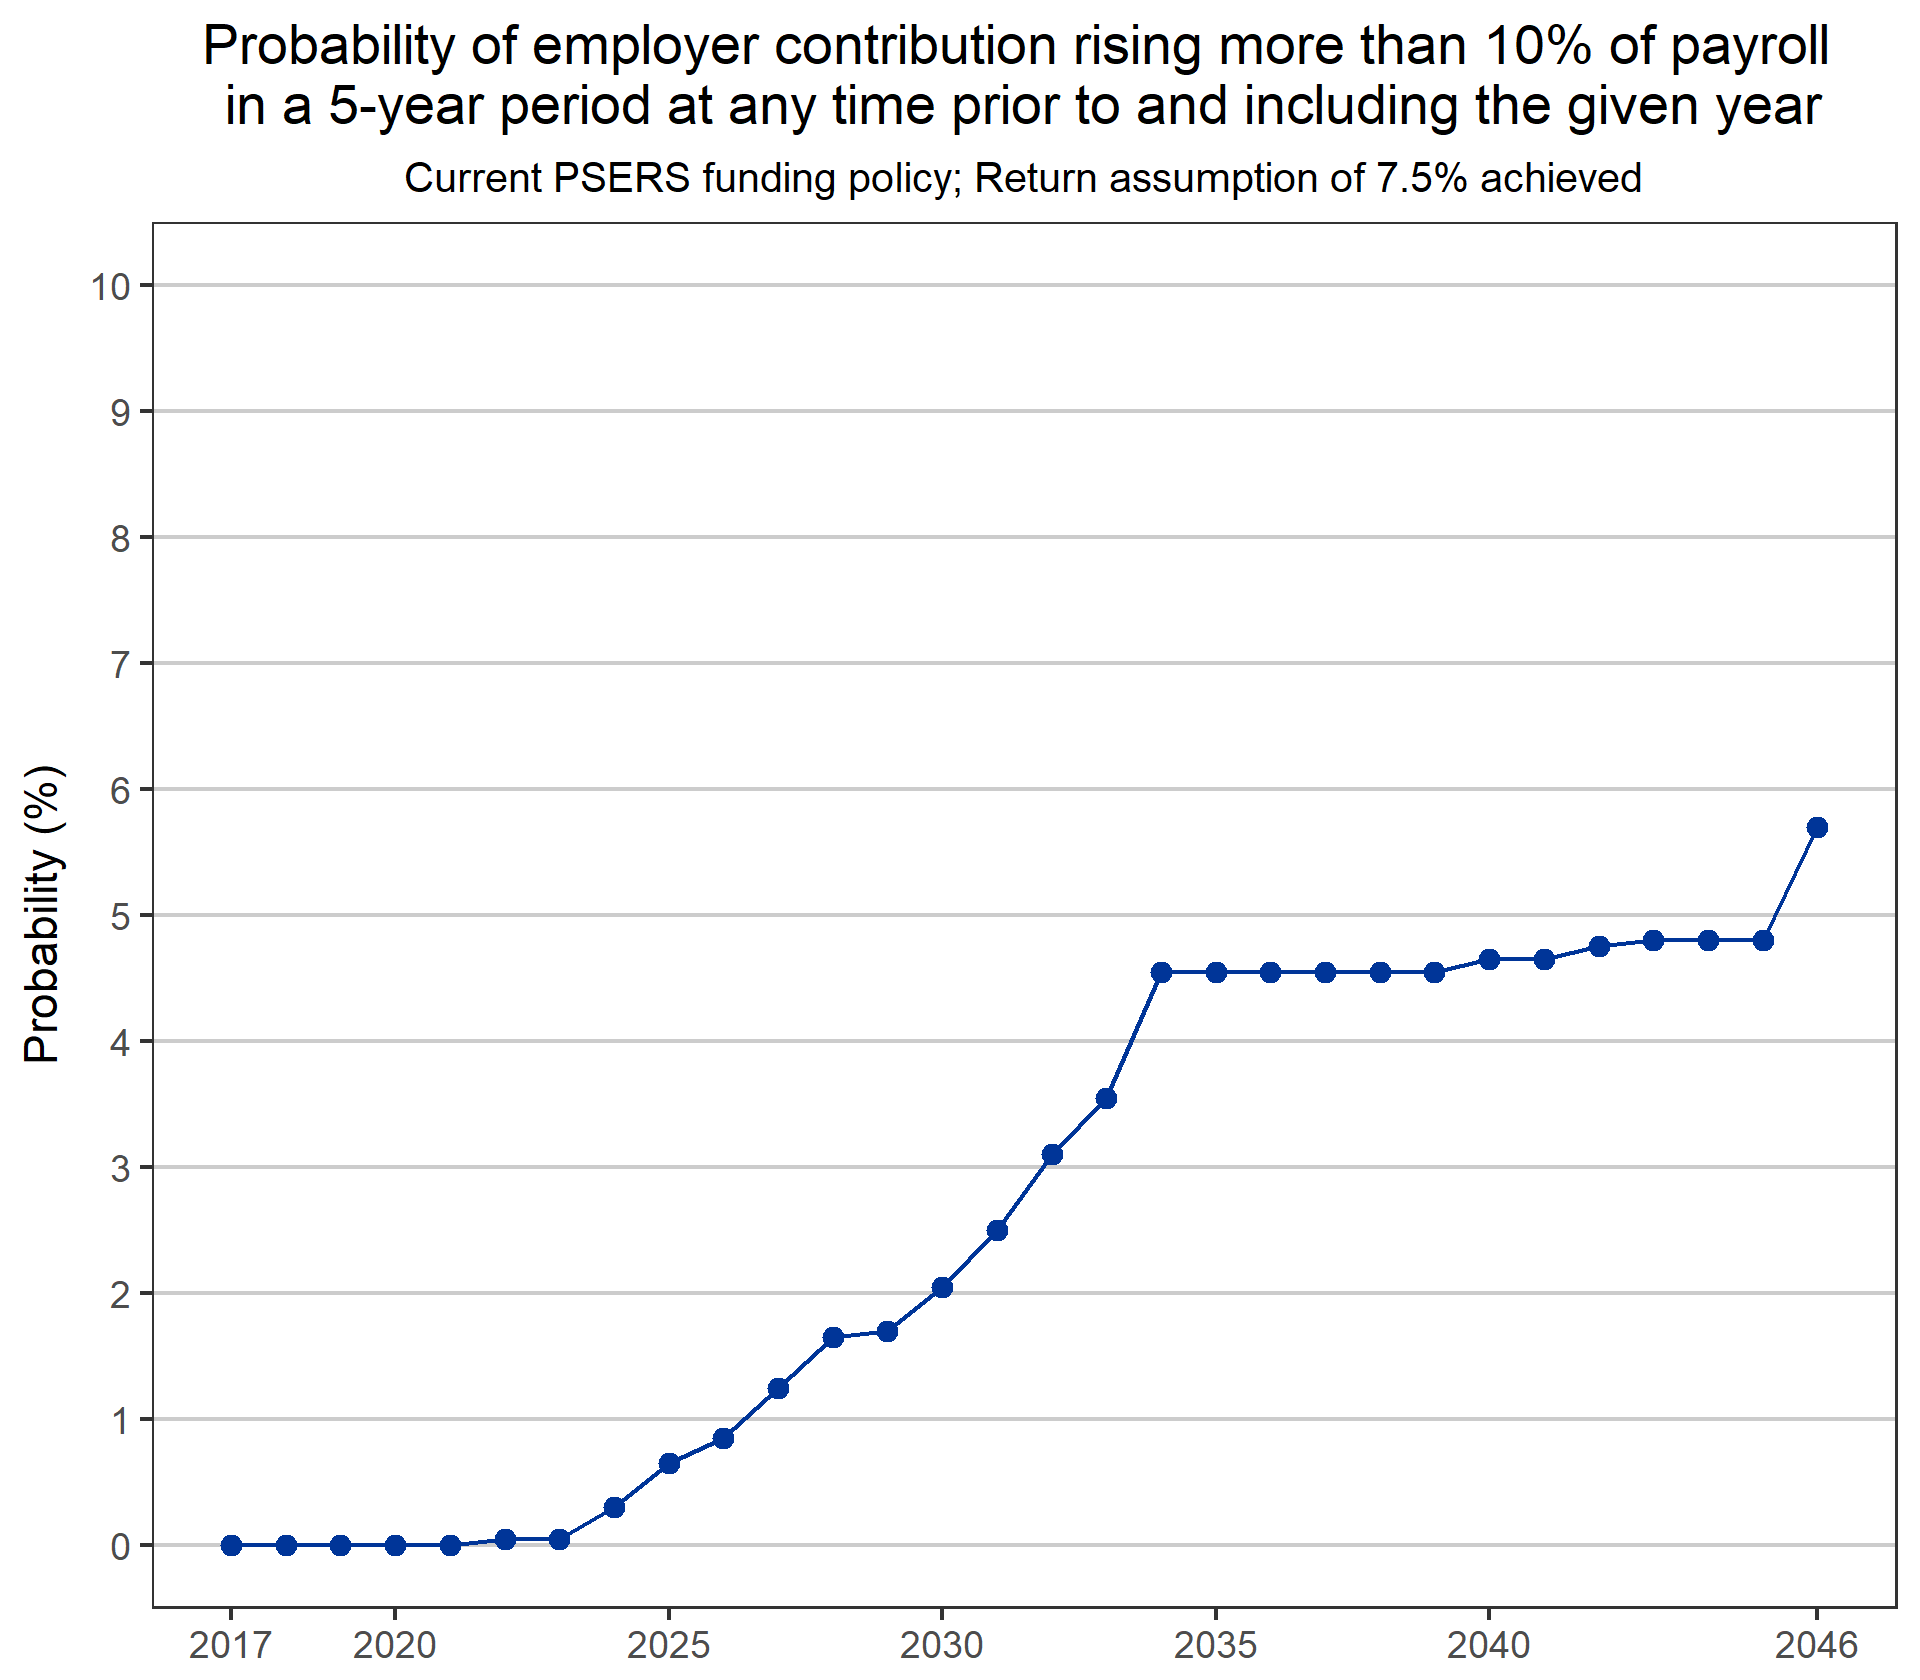 Probability of employer contribution rising more than 10% of payroll
in a 5-year period at any time prior to and including the given year
Current PSERS funding policy; Return assumption of 7.5% achieved
Probability (%)
10
9
8
7
6
5
4
3
2
1
0
2017 2020 2025 2030 2035 2040 2046